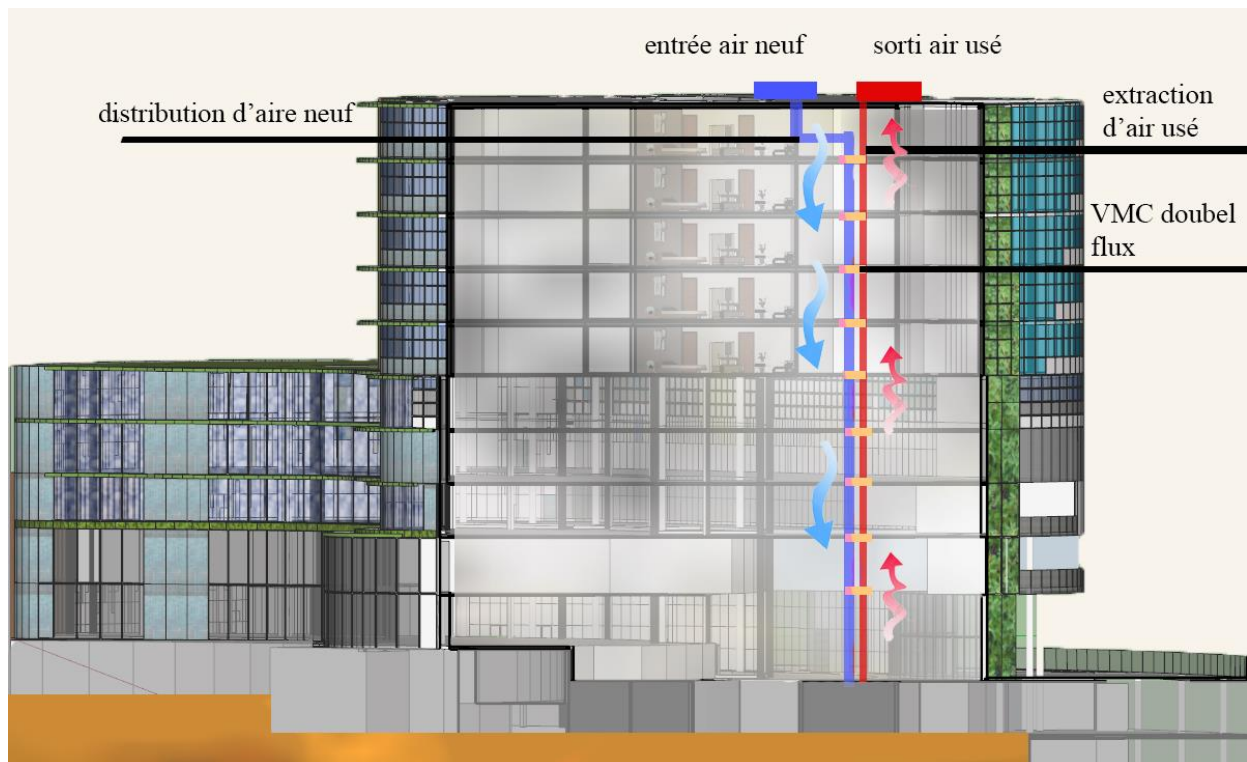 entrée air neuf
sorti air usé
distribution d’aire neuf
extraction
d’air usé
VMC doubel
flux